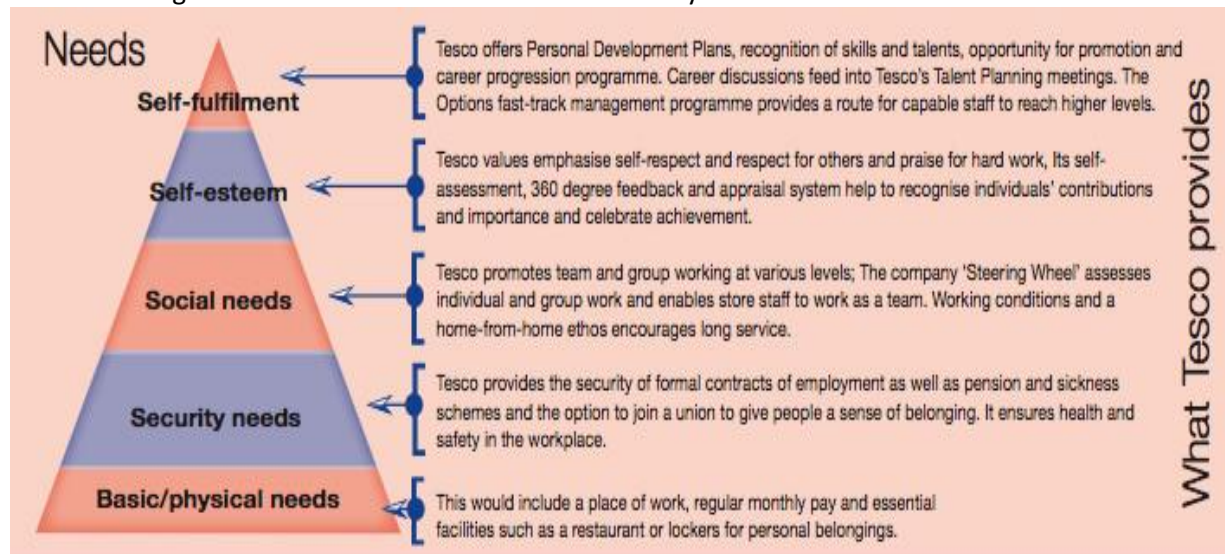 Needs
Self-fulfilment
Tesco offers Personal Development Plans, recognition of skills and talents, opportunity for promotion and
career progression programme. Career discussions feed into Tesco's Talent Planning meetings. The
Options fast-track management programme provides a route for capable staff to reach higher levels.
Self-esteem
Tesco values emphasise self-respect and respect for others and praise for hard work, Its self-
assessment, 360 degree feedback and appraisal system help to recognise individuals' contributions
and importance and celebrate achievement.
Social needs
Tesco promotes team and group working at various levels; The company 'Steering Wheel' assesses
individual and group work and enables store staff to work as a team. Working conditions and a
home-from-home ethos encourages long service.
Security needs
Tesco provides the security of formal contracts of employment as well as pension and sickness
schemes and the option to join a union to give people a sense of belonging. It ensures health and
safety in the workplace.
Basic/physical needs
This would include a place of work, regular monthly pay and essential
facilities such as a restaurant or lockers for personal belongings.
What Tesco provides